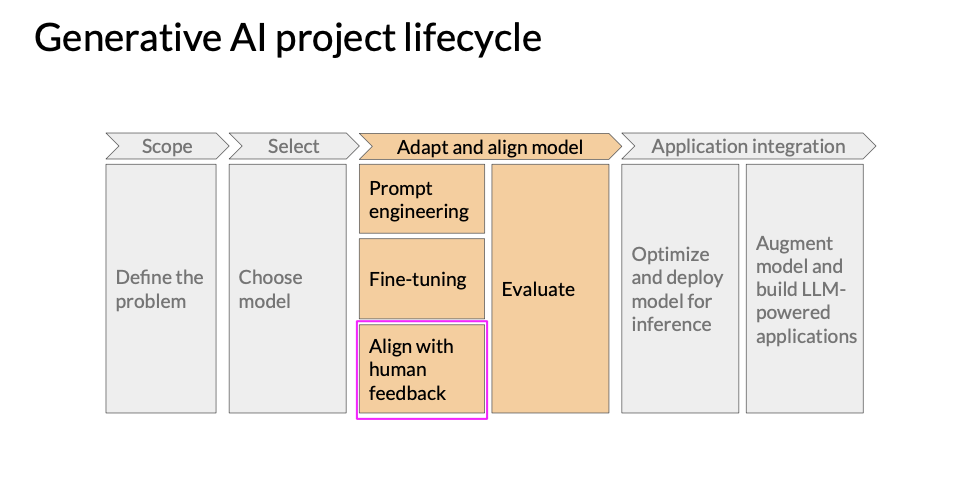 Generative AI project lifecycle
Scope
Select
Adapt and align model
Application integration
Define the
problem
Choose
model
Prompt
engineering
Fine-tuning
Align with
human
feedback
Evaluate
Optimize
and deploy
model for
inference
Augment
model and
build LLM-
powered
applications